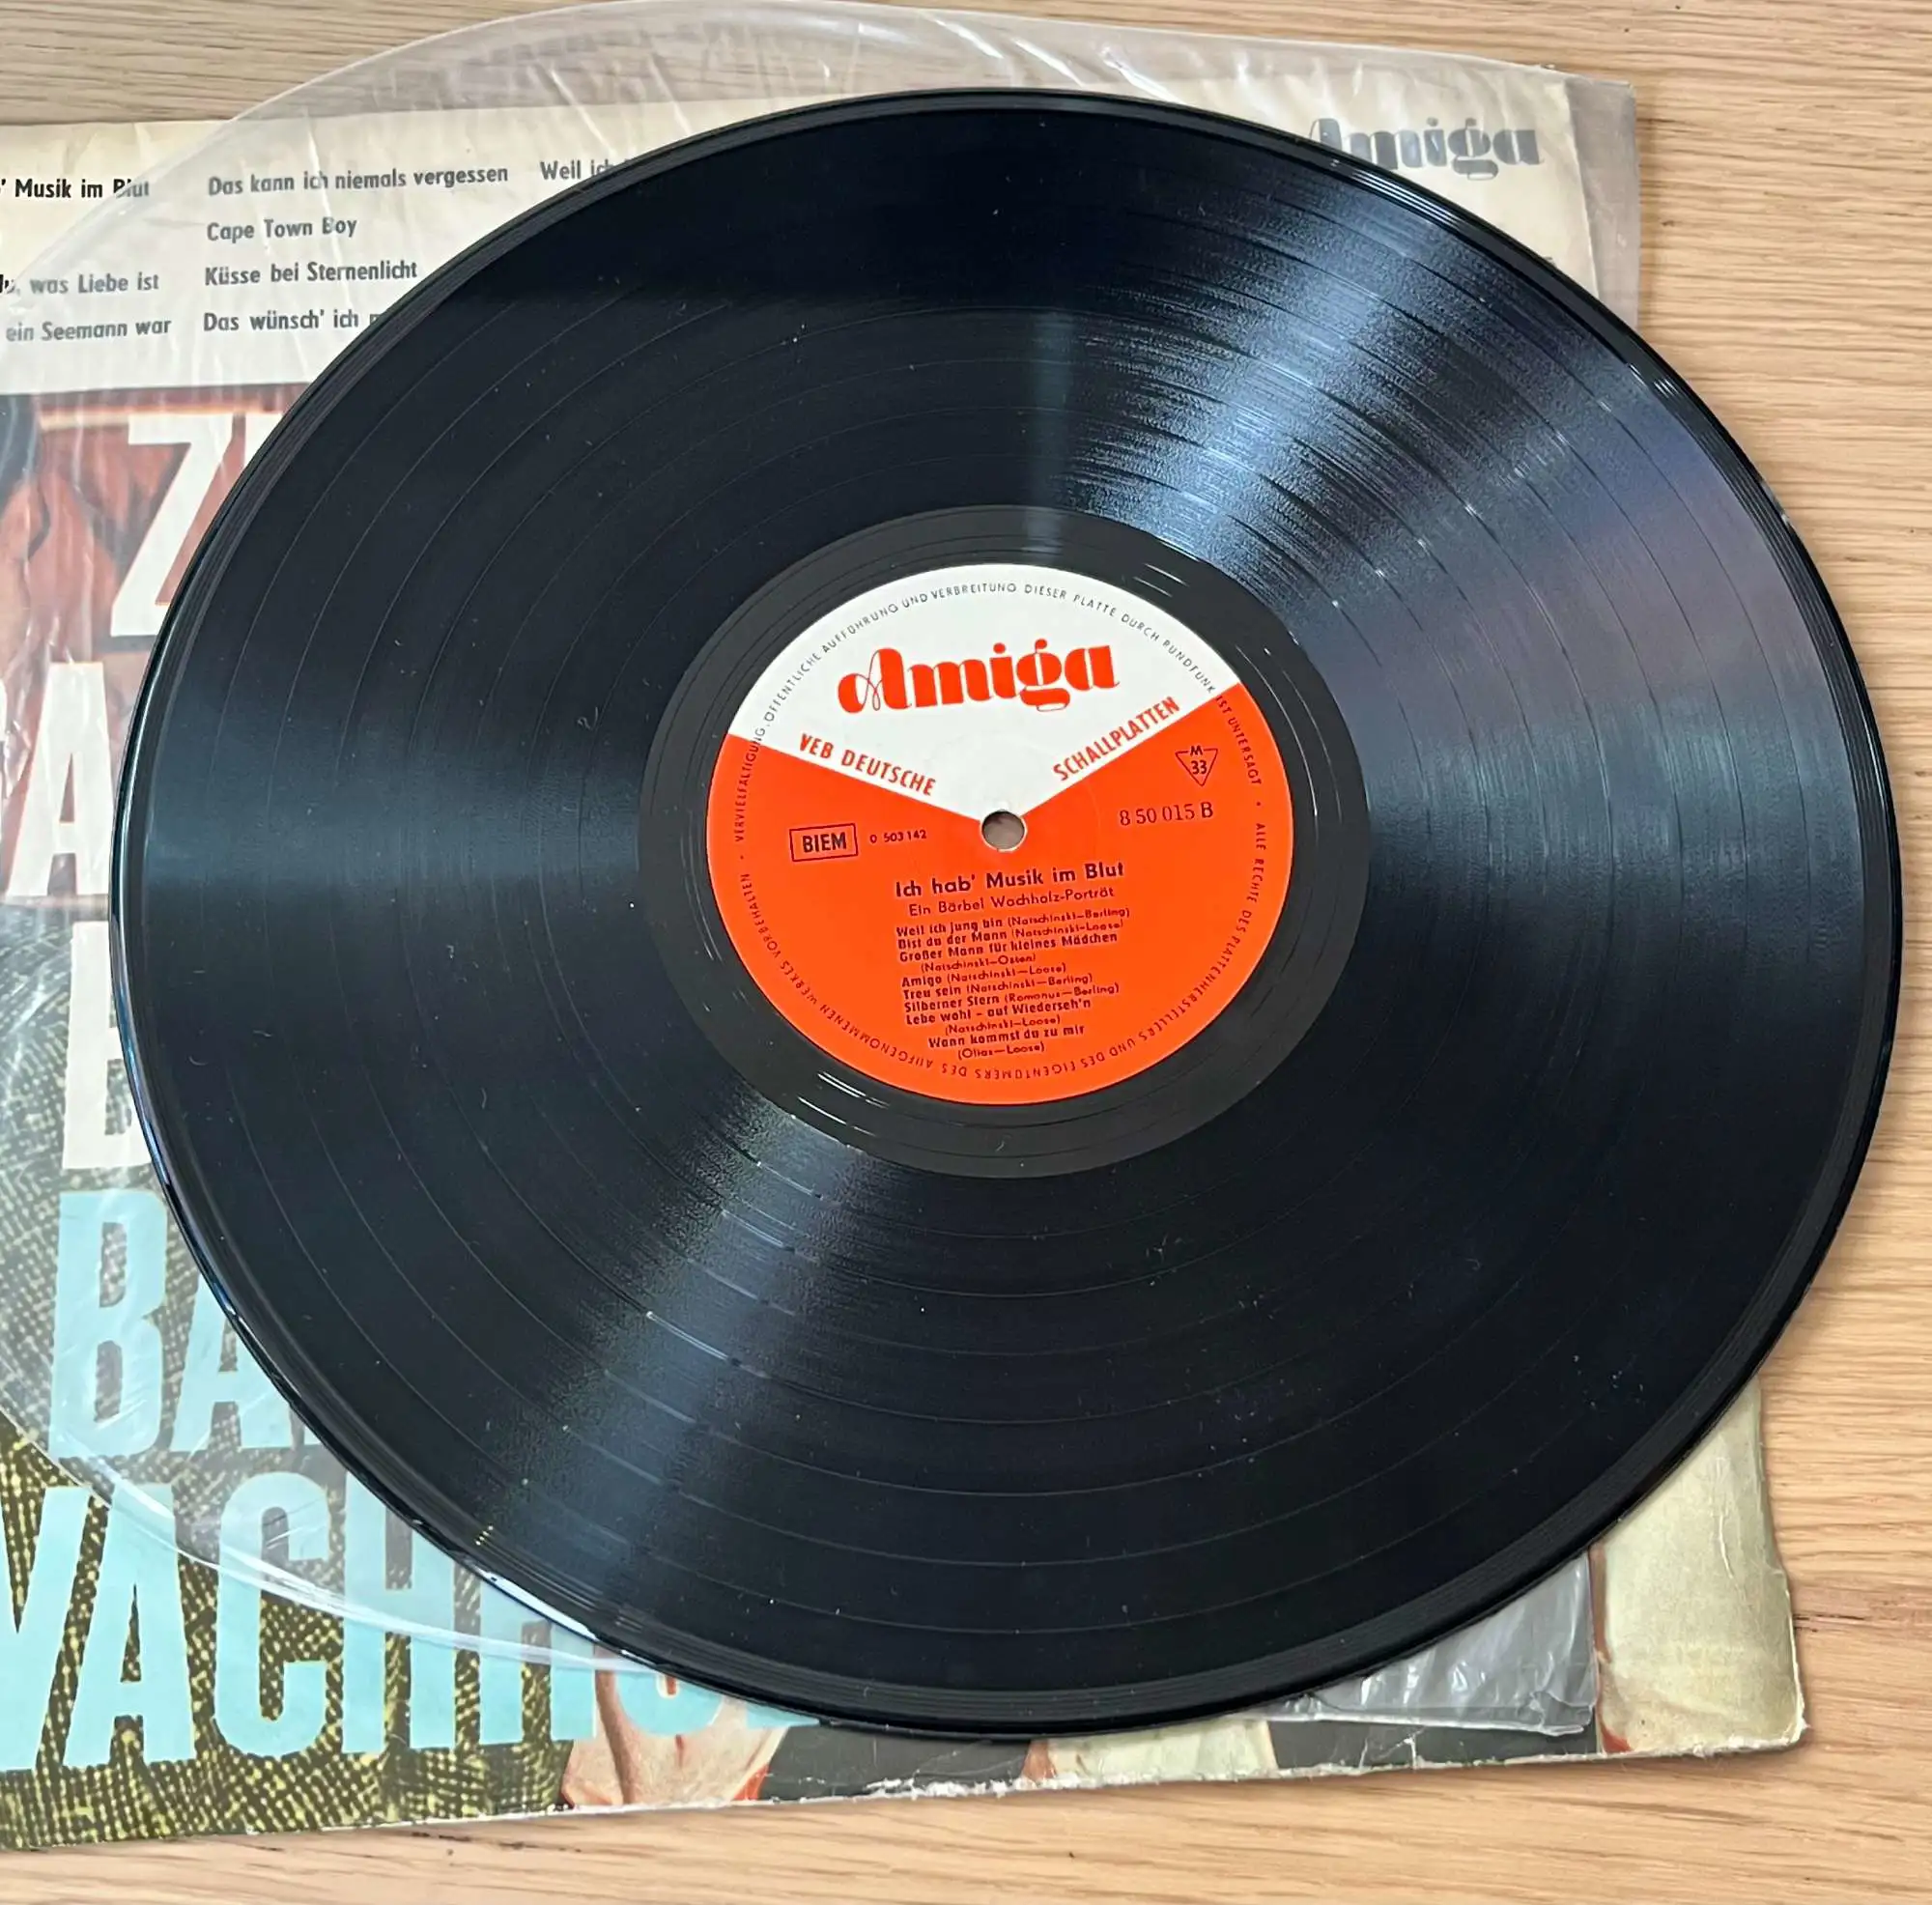 ' Musik im Blut
Das kann ich niemals vergessen
Weil ich
Amiga
Cape Town Boy
was Liebe ist
Küsse bei Sternenlicht
ein Seemann war
Das wünsch' ich
VERVIELFÄLTIGUNG, ÖFFENTLICHE AUFFÜHRUNG UND VERBREITUNG DIESER PLATTE DURCH RUNDFUNK IST UNTERSAGT • ALLE RECHTE DES PLATTENHERSTELLERS UND DES EIGENTÜMERS DES AUFGENOMMENEN WERKES VORBEHALTEN •
Amiga
VEB DEUTSCHE SCHALLPLATTEN
M 33
BIEM
O 503 142
8 50 015 B
Ich hab' Musik im Blut
Ein Bärbel Wachholz-Porträt
Weil ich jung bin (Natschinski—Berling)
Bist du der Mann (Natschinski-Loose)
Großer Mann für kleines Mädchen
(Natschinski—Osten)
Amigo (Natschinski—Loose)
Treu sein (Natschinski—Berling)
Silberner Stern (Romanus—Berling)
Lebe wohl – auf Wiederseh'n
(Natschinski—Loose)
Wann kommst du zu mir
(Olias—Loose)
BÄ
WACHH